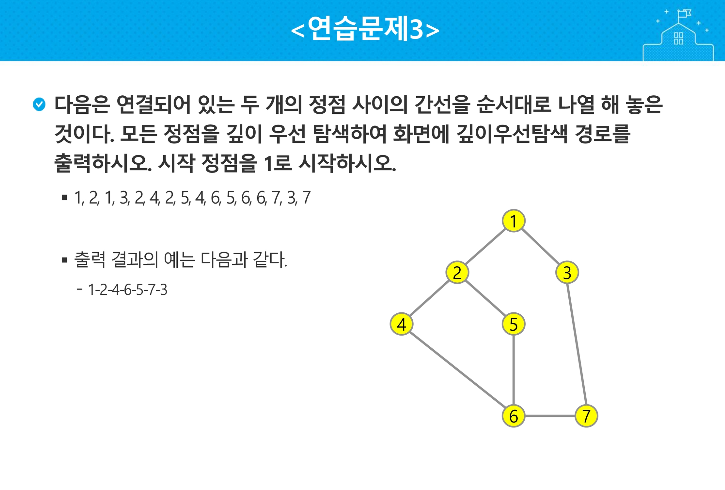 <연습문제3>
다음은 연결되어 있는 두 개의 정점 사이의 간선을 순서대로 나열 해 놓은
것이다. 모든 정점을 깊이 우선 탐색하여 화면에 깊이우선탐색 경로를
출력하시오. 시작 정점을 1로 시작하시오.
▪ 1, 2, 1, 3, 2, 4, 2, 5, 4, 6, 5, 6, 6, 7, 3, 7
▪ 출력 결과의 예는 다음과 같다.
- 1-2-4-6-5-7-3
1
2 3
4 5
6 7